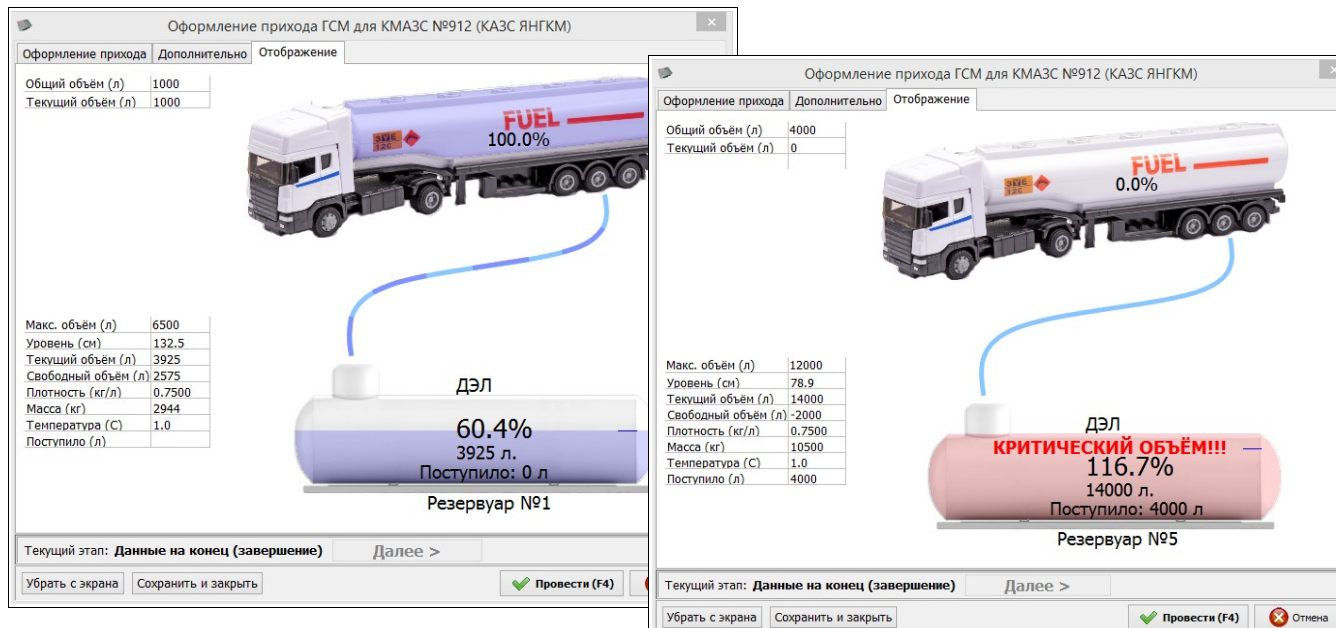 Оформление прихода ГСМ для КМАЗС №912 (КАЗС ЯНГКМ)
Оформление прихода Дополнительно Отображение
Общий объём (л) 1000
Текущий объём (л) 1000
FUEL
100.0%
Макс. объём (л) 6500
Уровень (см) 132.5
Текущий объём (л) 3925
Свободный объём (л) 2575
Плотность (кг/л) 0.7500
Масса (кг) 2944
Температура (С) 1.0
Поступило (л)
ДЭЛ
60.4%
3925 л.
Поступило: 0 л
Резервуар №1
Текущий этап: Данные на конец (завершение) Далее >
Убрать с экрана Сохранить и закрыть Провести (F4)
Оформление прихода ГСМ для КМАЗС №912 (КАЗС ЯНГКМ)
Оформление прихода Дополнительно Отображение
Общий объём (л) 4000
Текущий объём (л) 0
FUEL
0.0%
Макс. объём (л) 12000
Уровень (см) 78.9
Текущий объём (л) 14000
Свободный объём (л) -2000
Плотность (кг/л) 0.7500
Масса (кг) 10500
Температура (С) 1.0
Поступило (л) 4000
ДЭЛ
КРИТИЧЕСКИЙ ОБЪЁМ!!!
116.7%
14000 л.
Поступило: 4000 л
Резервуар №5
Текущий этап: Данные на конец (завершение) Далее >
Убрать с экрана Сохранить и закрыть Провести (F4) Отмена